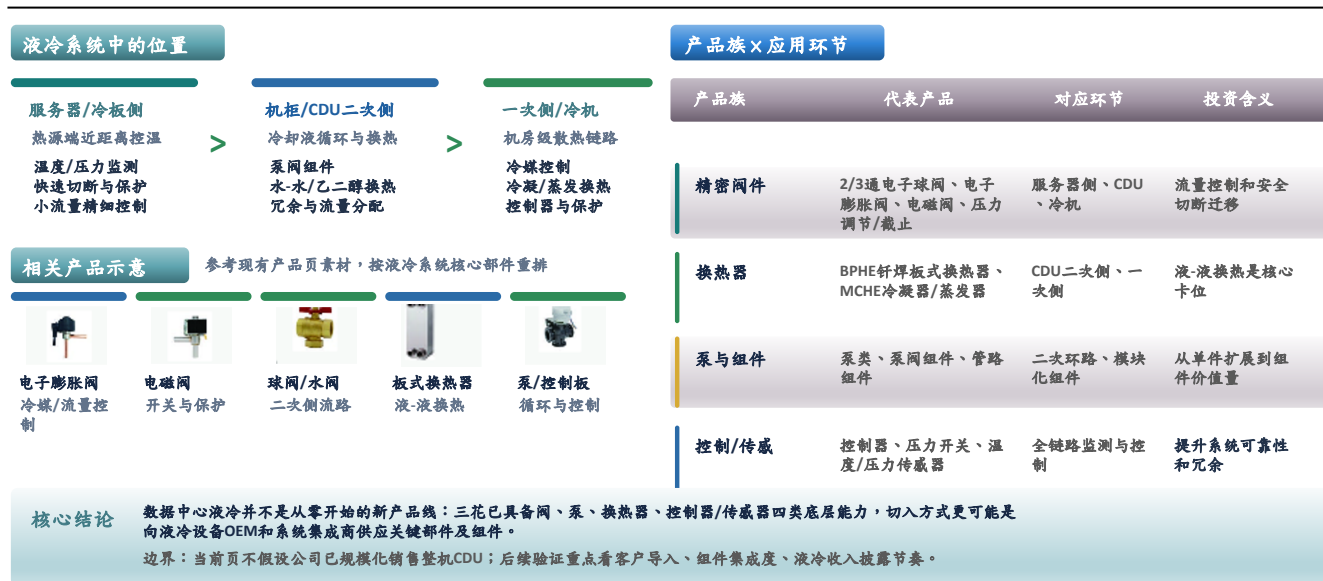 液冷系统中的位置
服务器/冷板侧
热源端近距离控温
温度/压力监测
快速切断与保护
小流量精细控制
>
机柜/CDU二次侧
冷却液循环与换热
泵阀组件
水-水/乙二醇换热
冗余与流量分配
>
一次侧/冷机
机房级散热链路
冷媒控制
冷凝/蒸发换热
控制器与保护
相关产品示意
参考现有产品页素材，按液冷系统核心部件重排
电子膨胀阀
冷媒/流量控
制
电磁阀
开关与保护
球阀/水阀
二次侧流路
板式换热器
液-液换热
泵/控制板
循环与控制
产品族×应用环节
产品族 代表产品 对应环节 投资含义
精密阀件
2/3通电子球阀、电子
膨胀阀、电磁阀、压力
调节/截止
服务器侧、CDU
、冷机
流量控制和安全
切断迁移
换热器
BPHE钎焊板式换热器、
MCHE冷凝器/蒸发器
CDU二次侧、一
次侧
液-液换热是核心
卡位
泵与组件
泵类、泵阀组件、管路
组件
二次环路、模块
化组件
从单件扩展到组
件价值量
控制/传感
控制器、压力开关、温
度/压力传感器
全链路监测与控
制
提升系统可靠性
和冗余
核心结论
数据中心液冷并不是从零开始的新产品线：三花已具备阀、泵、换热器、控制器/传感器四类底层能力，切入方式更可能是
向液冷设备OEM和系统集成商供应关键部件及组件。
边界：当前页不假设公司已规模化销售整机CDU；后续验证重点看客户导入、组件集成度、液冷收入披露节奏。